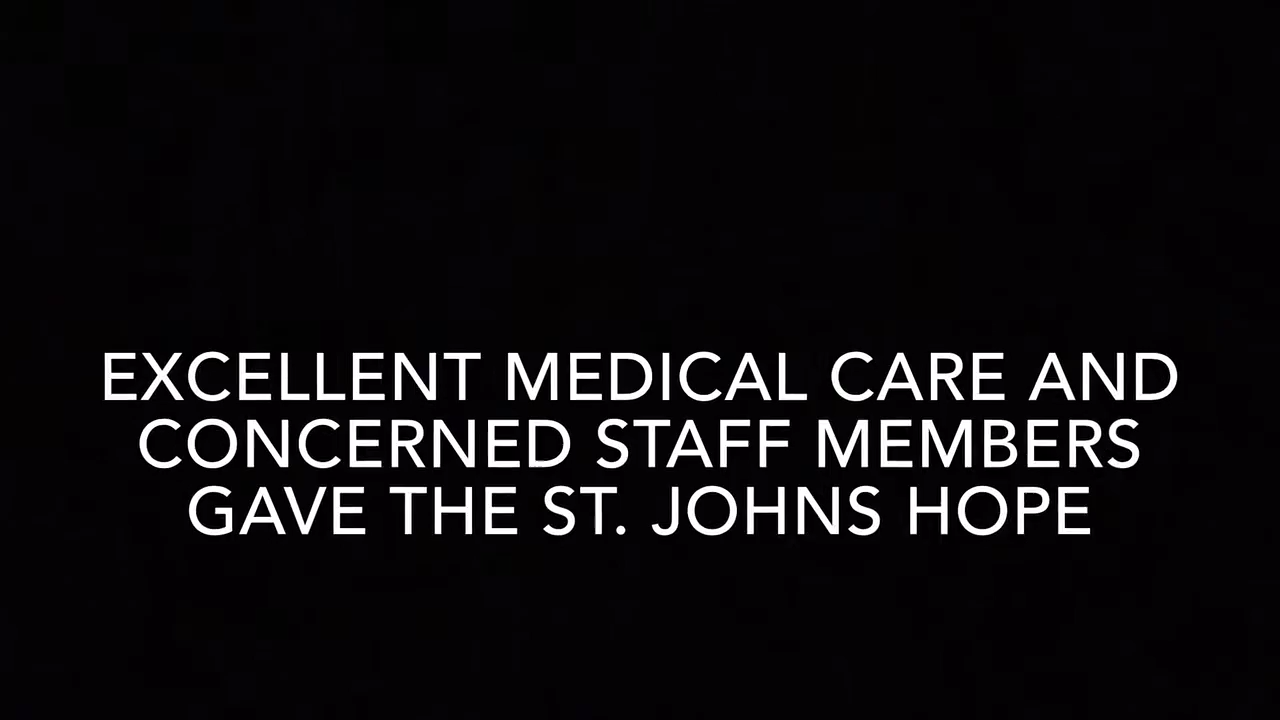 EXCELLENT MEDICAL CARE AND
CONCERNED STAFF MEMBERS
GAVE THE ST. JOHNS HOPE